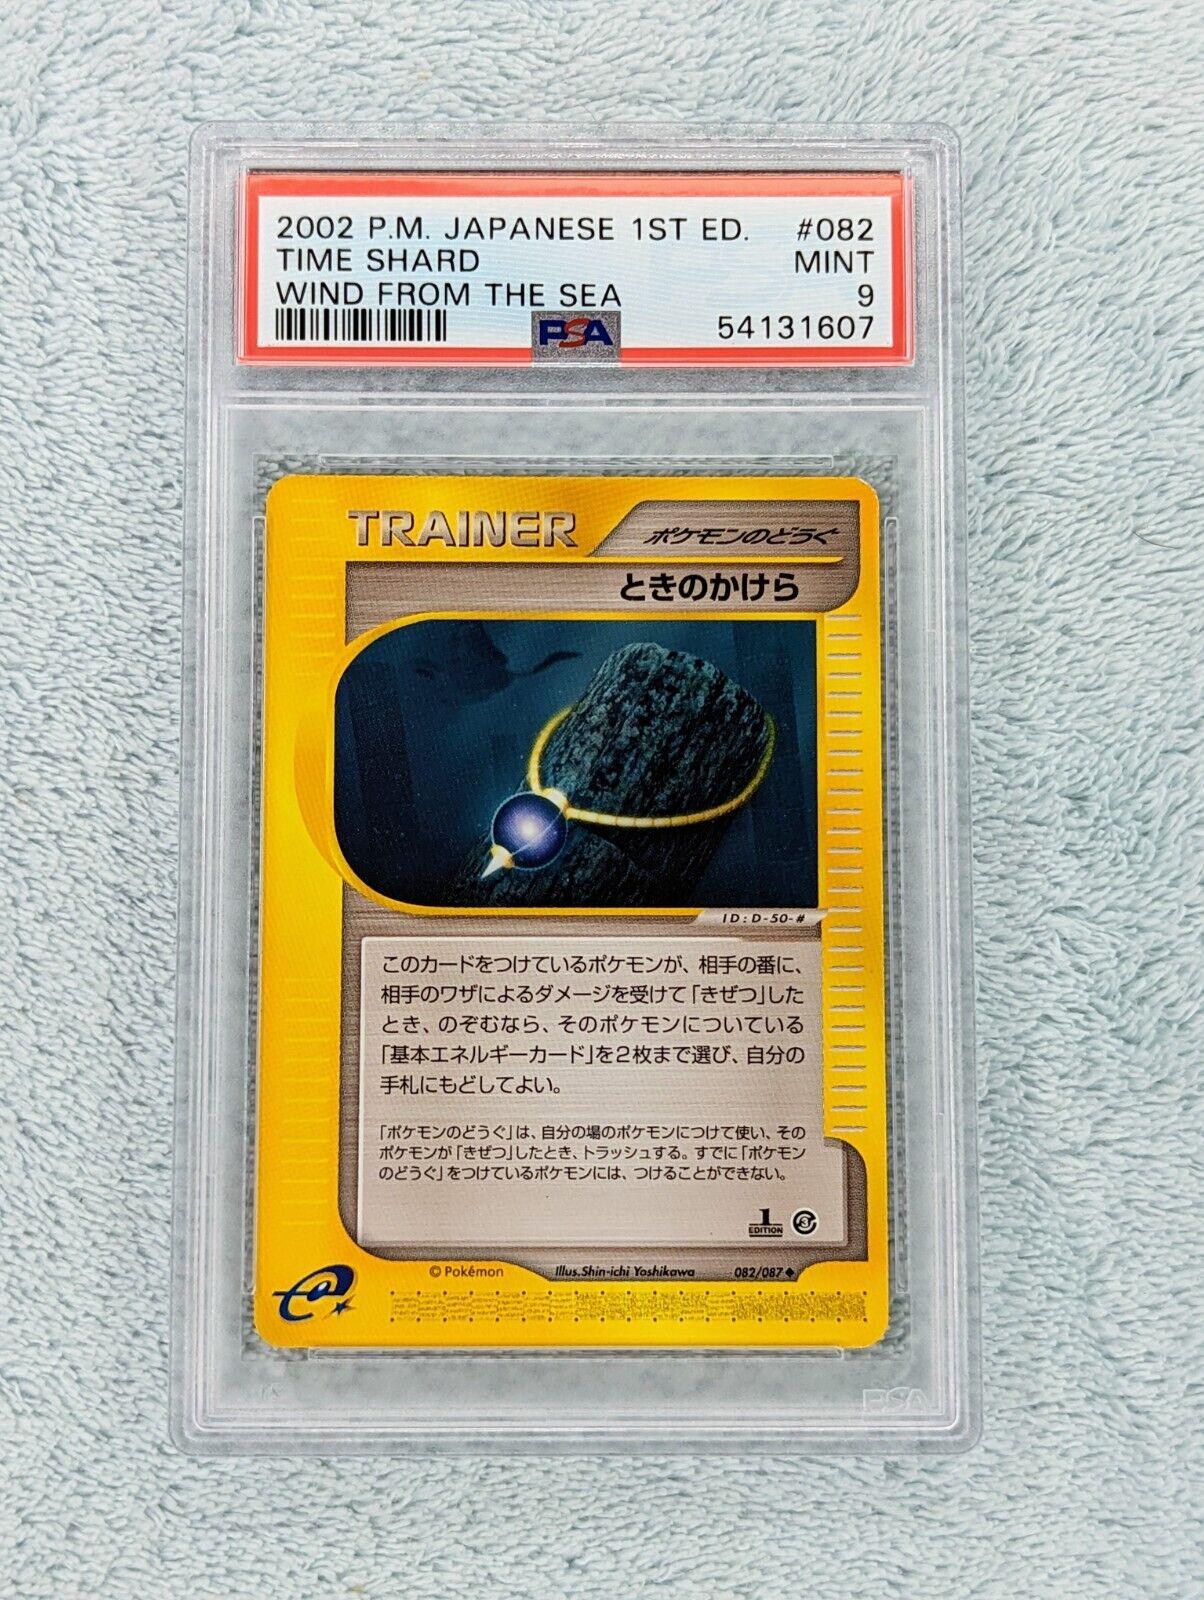 2002 P.M. JAPANESE 1ST ED. #082
TIME SHARD MINT
WIND FROM THE SEA 9
PSA 54131607
TRAINER ポケモンのどうぐ
ときのかけら
ID:D-50-#
このカードをつけているポケモンが、相手の番に、
相手のワザによるダメージを受けて「きぜつ」した
とき、のぞむなら、そのポケモンについている
「基本エネルギーカード」を2枚まで選び、自分の
手札にもどしてよい。
「ポケモンのどうぐ」は、自分の場のポケモンにつけて使い、その
ポケモンが「きぜつ」したとき、トラッシュする。すでに「ポケモン
のどうぐ」をつけているポケモンには、つけることができない。
1 EDITION 3
© Pokémon Illus.Shin-ichi Yoshikawa 082/087 ◆
e
PSA